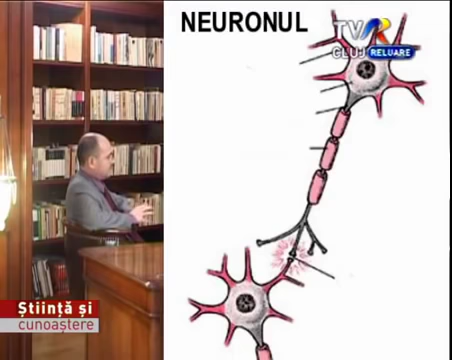 NEURONUL
TVR
CLUJ RELUARE
Știință și
cunoaștere